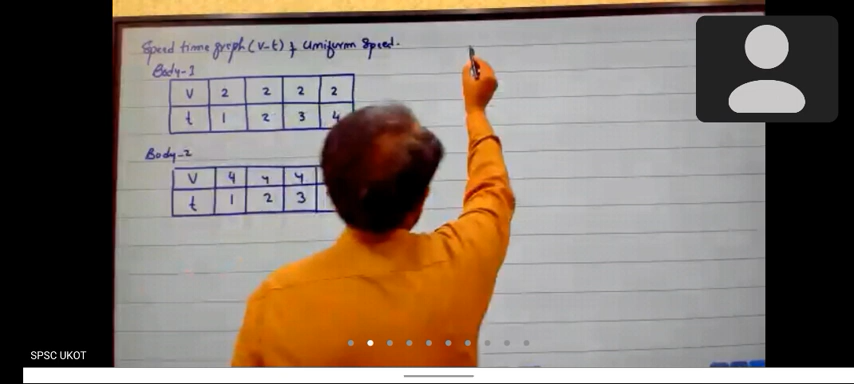 Speed time graph (v-t) of Uniform Speed.
Body-1
V 2 2 2 2
t 1 2 3 4
Body-2
V 4 4 4
t 1 2 3
SPSC UKOT